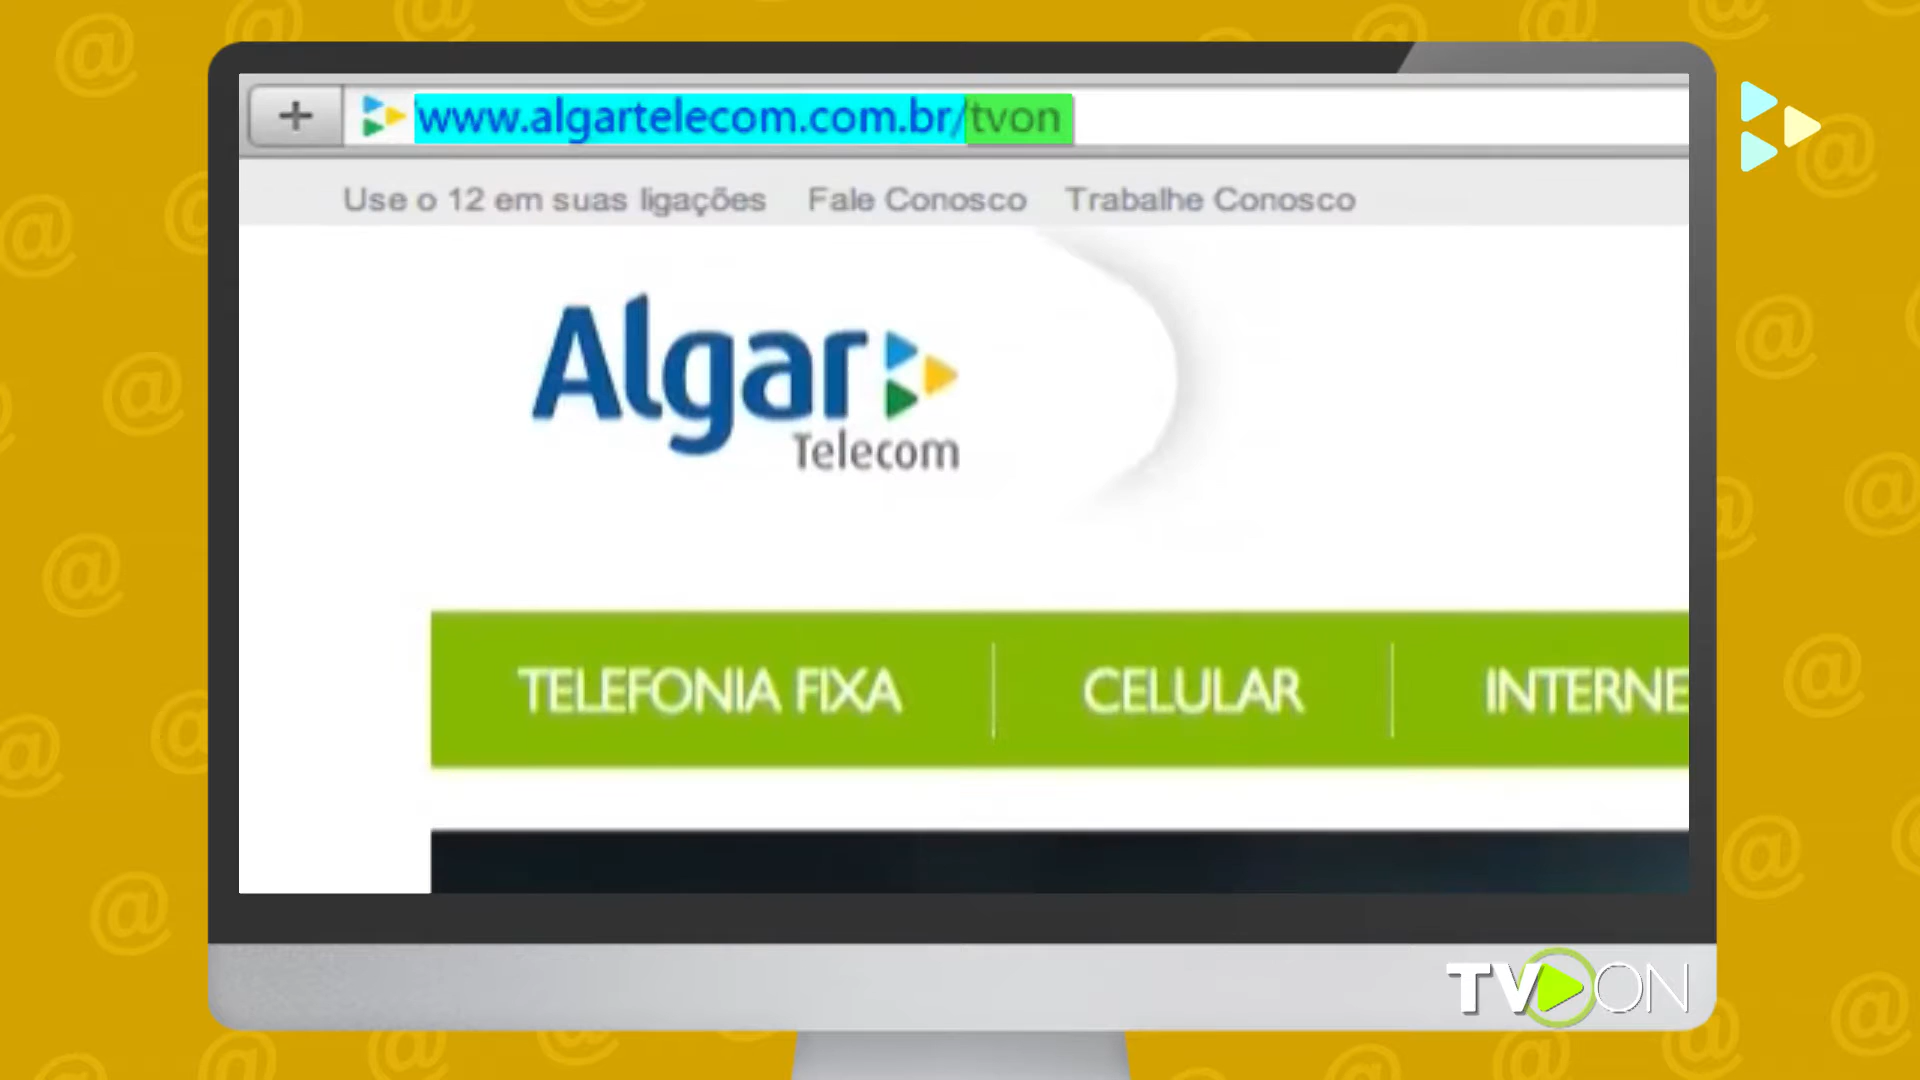 www.algartelecom.com.br/tvon
Use o 12 em suas ligações Fale Conosco Trabalhe Conosco
Algar
Telecom
TELEFONIA FIXA CELULAR INTERNE
TV ON